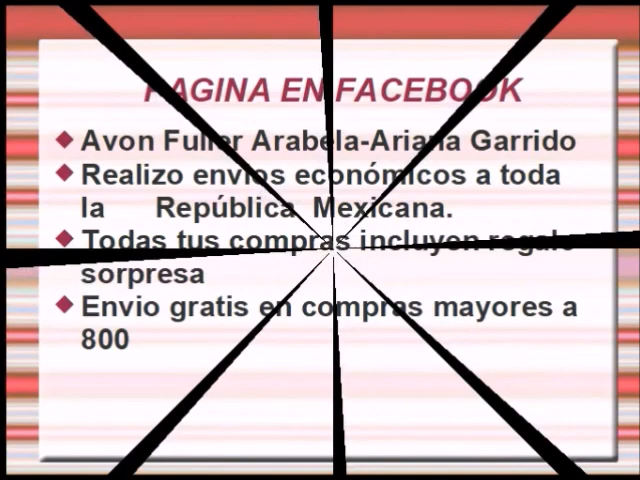 PAGINA EN FACEBOOK
Avon Fuller Arabela-Ariana Garrido
Realizo envios económicos a toda
la República Mexicana.
Todas tus compras incluyen regalo
sorpresa
Envio gratis en compras mayores a
800